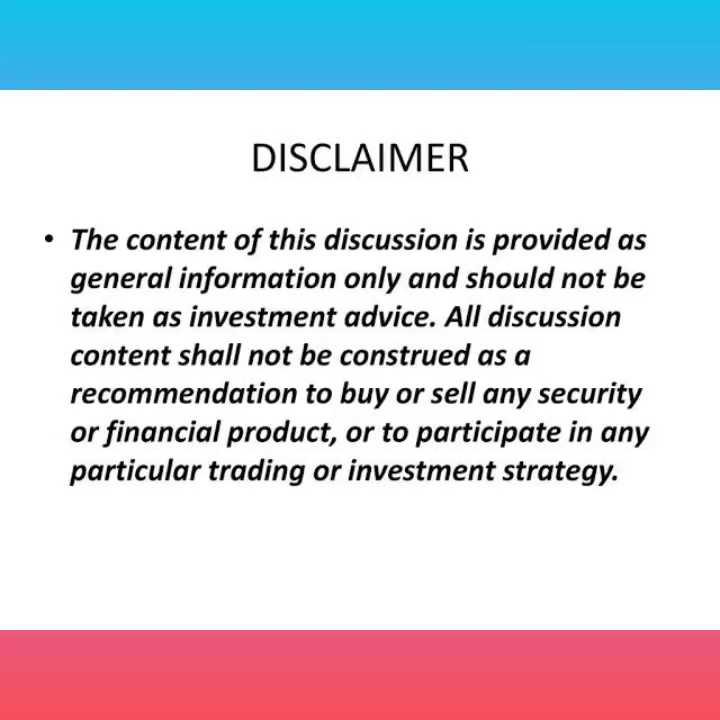 DISCLAIMER
• The content of this discussion is provided as
general information only and should not be
taken as investment advice. All discussion
content shall not be construed as a
recommendation to buy or sell any security
or financial product, or to participate in any
particular trading or investment strategy.